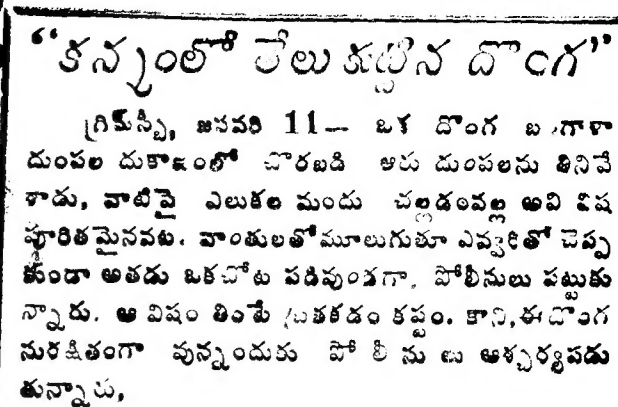 “కన్నంలో తేలు కుట్టిన దొంగ”
గ్రిమ్‌స్బీ, జనవరి 11— ఒక దొంగ బంగాళా
దుంపల దుకాణంలో చొరబడి ఆరు దుంపలను తినివే
శాడు, వాటిపై ఎలుకల మందు చల్లడంవల్ల అవి విష
పూరితమైనవట. వాంతులతో మూలుగుతూ ఎవ్వరితో చెప్ప
కుండా అతడు ఒకచోట పడివుండగా, పోలీసులు పట్టుకు
న్నారు. ఆ విషం తింటే బ్రతకడం కష్టం. కాని, ఈ దొంగ
సురక్షితంగా వున్నందుకు పో లీ సు లు ఆశ్చర్యపడు
తున్నారు,